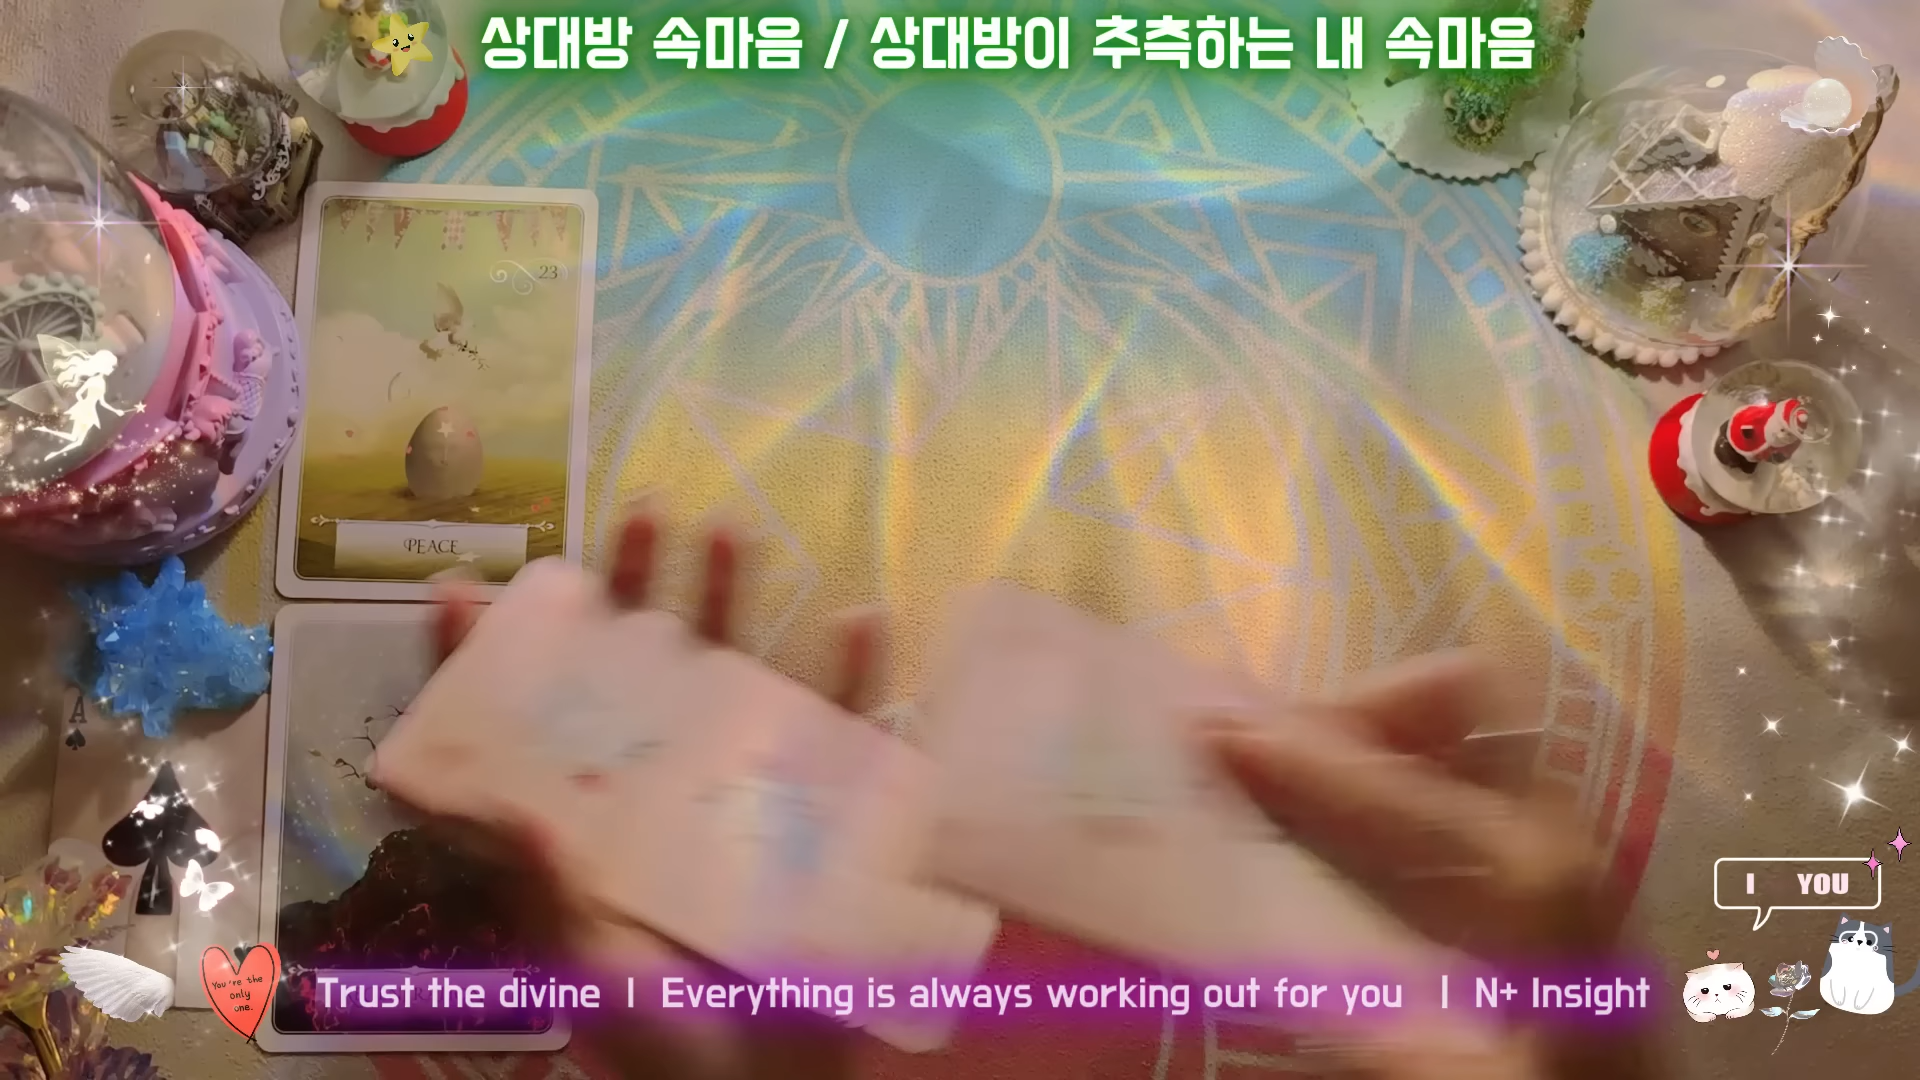 상대방 속마음 / 상대방이 추측하는 내 속마음
23
PEACE
A
I YOU
You're the
only
one.
Trust the divine I Everything is always working out for you I N+ Insight